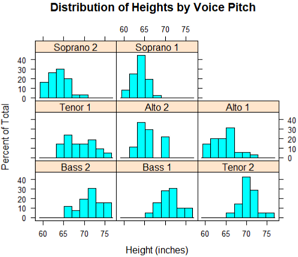 Distribution of Heights by Voice Pitch
60 65 70 75
Soprano 2 Soprano 1
40
30
20
10
0
Tenor 1 Alto 2 Alto 1
40
30
20
10
0
Bass 2 Bass 1 Tenor 2
40
30
20
10
0
60 65 70 75 60 65 70 75
Percent of Total
Height (inches)